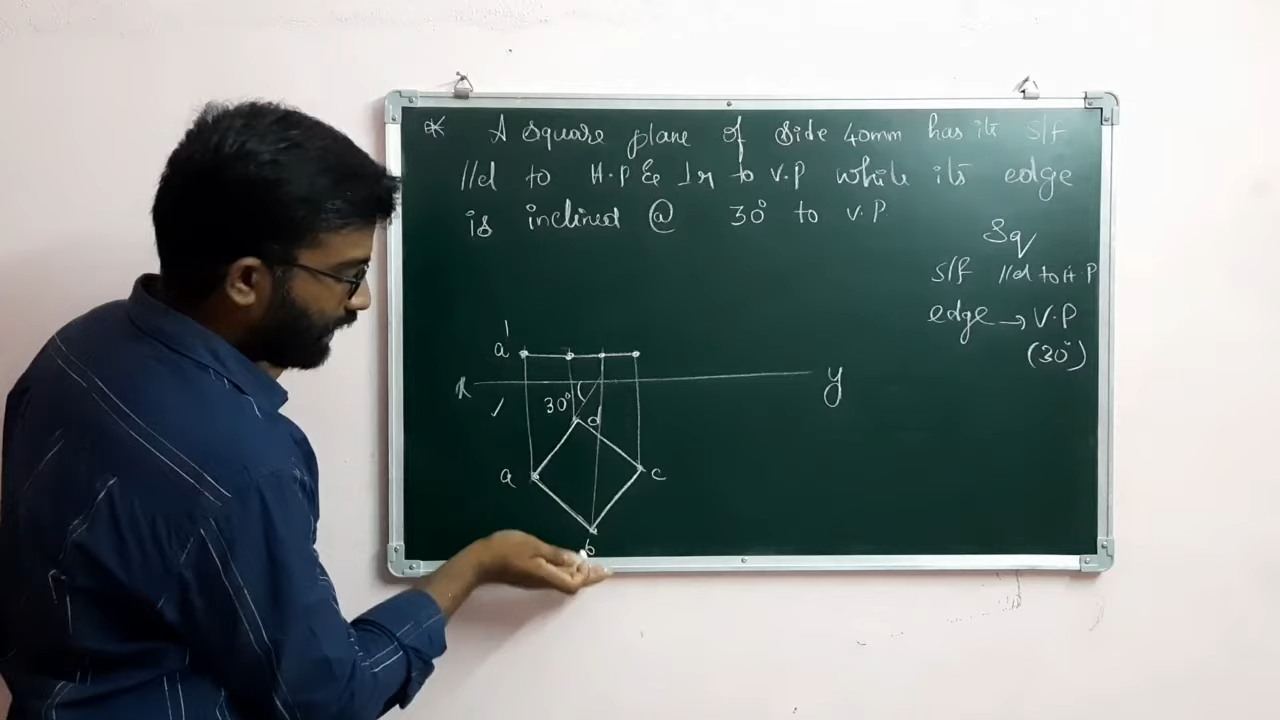 * A square plane of side 40mm has its s/f
//el to H.P & ⊥r to V.P while its edge
is inclined @ 30° to V.P
Sq
s/f //el to H.P
edge → V.P
(30°)
a'
x y
30°
d
a c
b